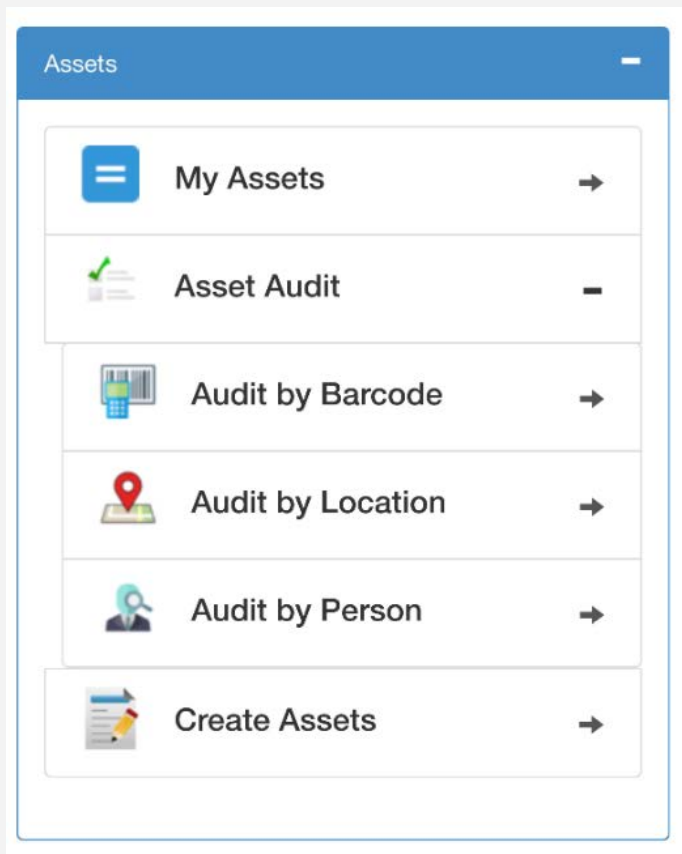 Assets
My Assets
Asset Audit
Audit by Barcode
Audit by Location
Audit by Person
Create Assets